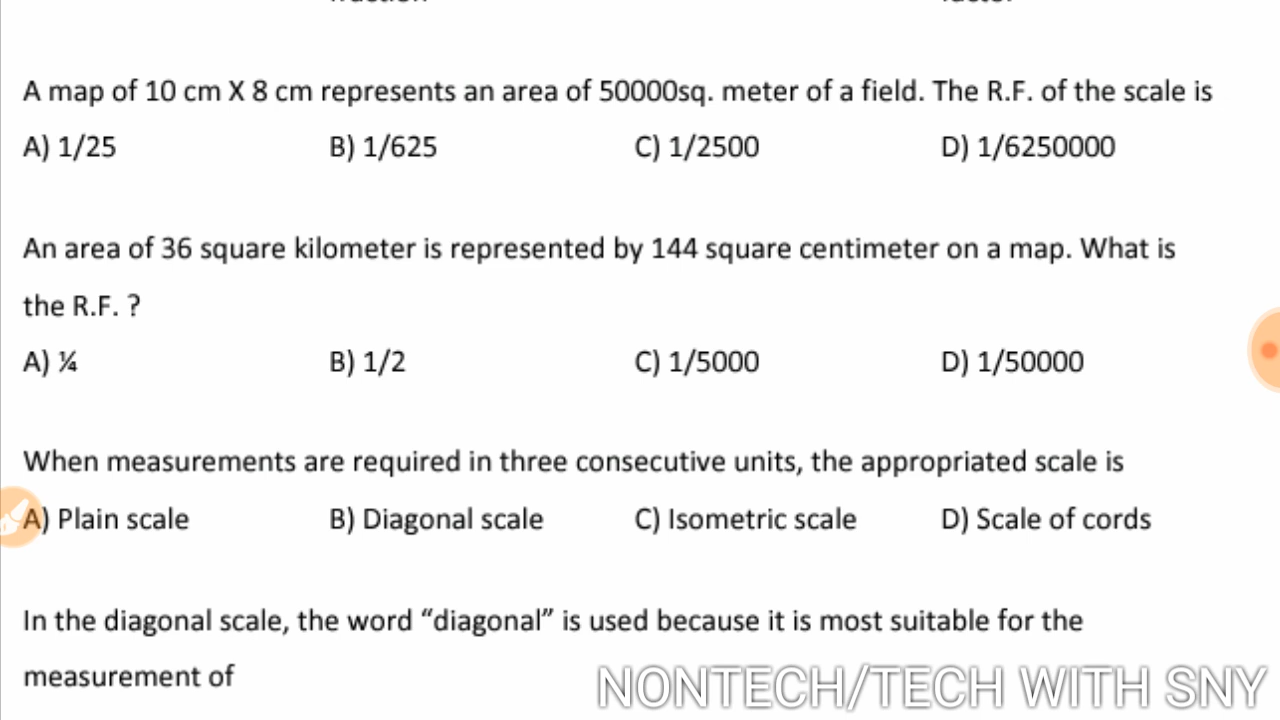 A map of 10 cm X 8 cm represents an area of 50000sq. meter of a field. The R.F. of the scale is
A) 1/25 B) 1/625 C) 1/2500 D) 1/6250000
An area of 36 square kilometer is represented by 144 square centimeter on a map. What is
the R.F. ?
A) ¼ B) 1/2 C) 1/5000 D) 1/50000
When measurements are required in three consecutive units, the appropriated scale is
A) Plain scale B) Diagonal scale C) Isometric scale D) Scale of cords
In the diagonal scale, the word “diagonal” is used because it is most suitable for the
measurement of
NONTECH/TECH WITH SNY